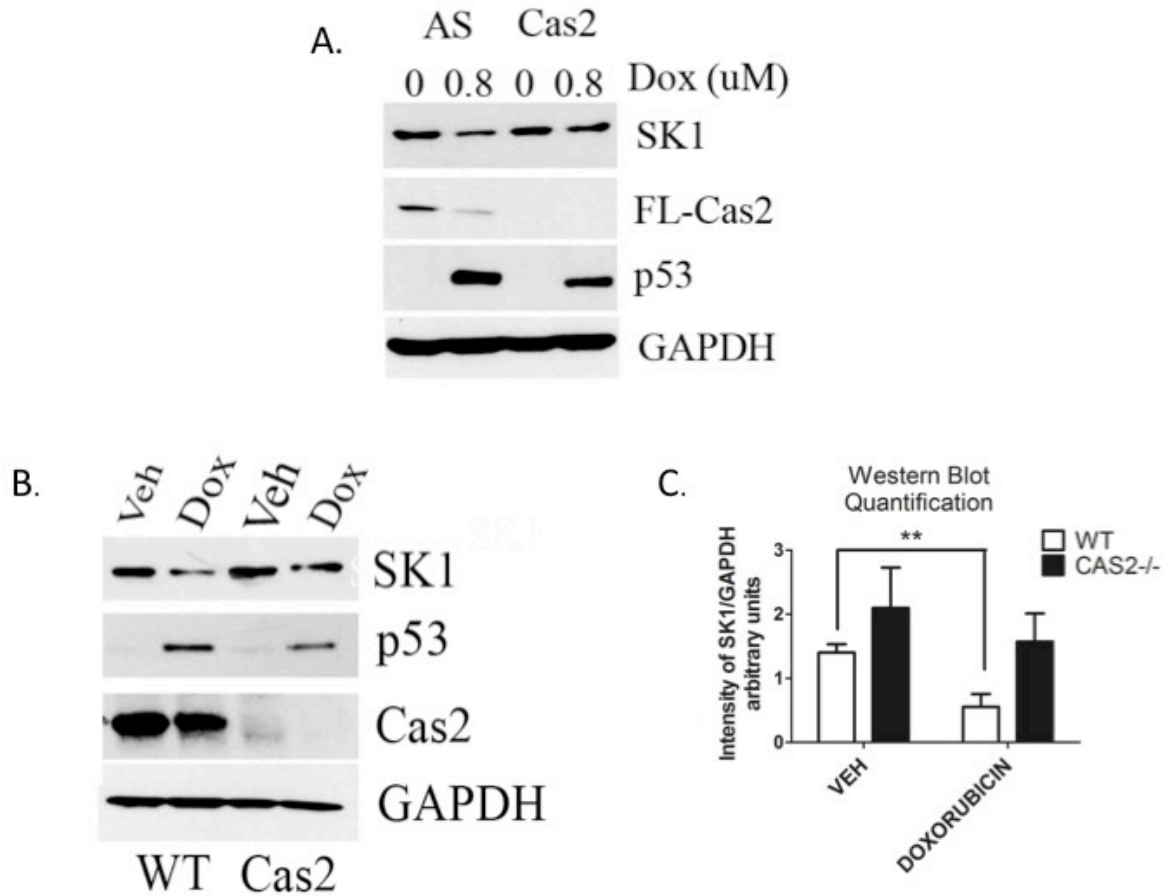 A.
AS Cas2
0 0.8 0 0.8 Dox (uM)
SK1
FL-Cas2
p53
GAPDH
B.
Veh Dox Veh Dox
SK1
SK1
p53
Cas2
GAPDH
WT Cas2
C.
Western Blot
Quantification
**
WT
CAS2-/-
Intensity of SK1/GAPDH
arbitrary units
3
2
1
0
VEH
DOXORUBICIN